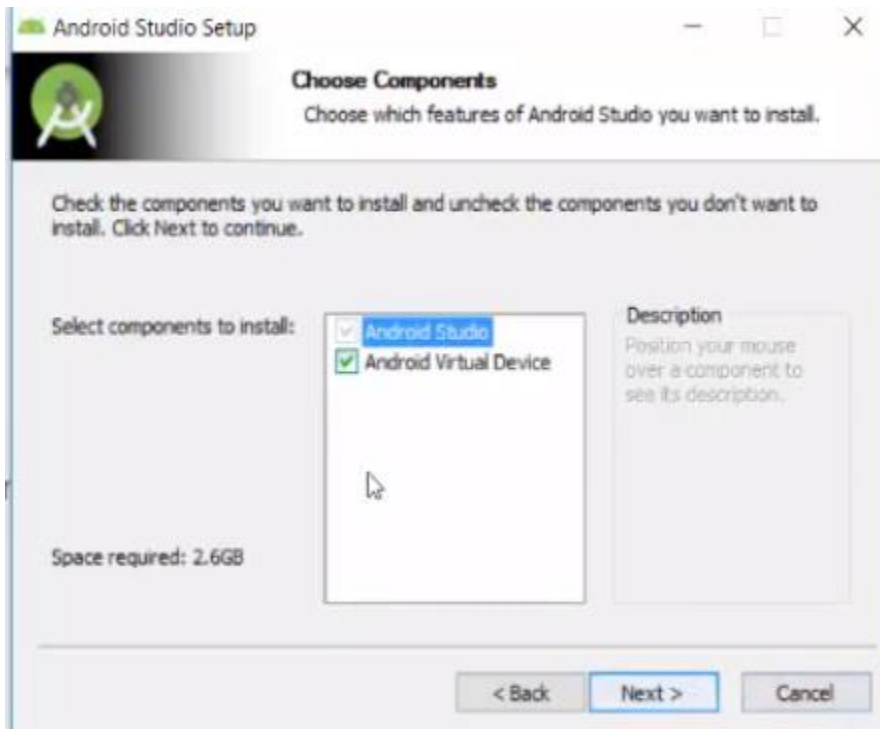 Android Studio Setup
Choose Components
Choose which features of Android Studio you want to install.
Check the components you want to install and uncheck the components you don't want to
install. Click Next to continue.
Select components to install:
Android Studio
Android Virtual Device
Description
Position your mouse
over a component to
see its description.
Space required: 2.6GB
< Back
Next >
Cancel